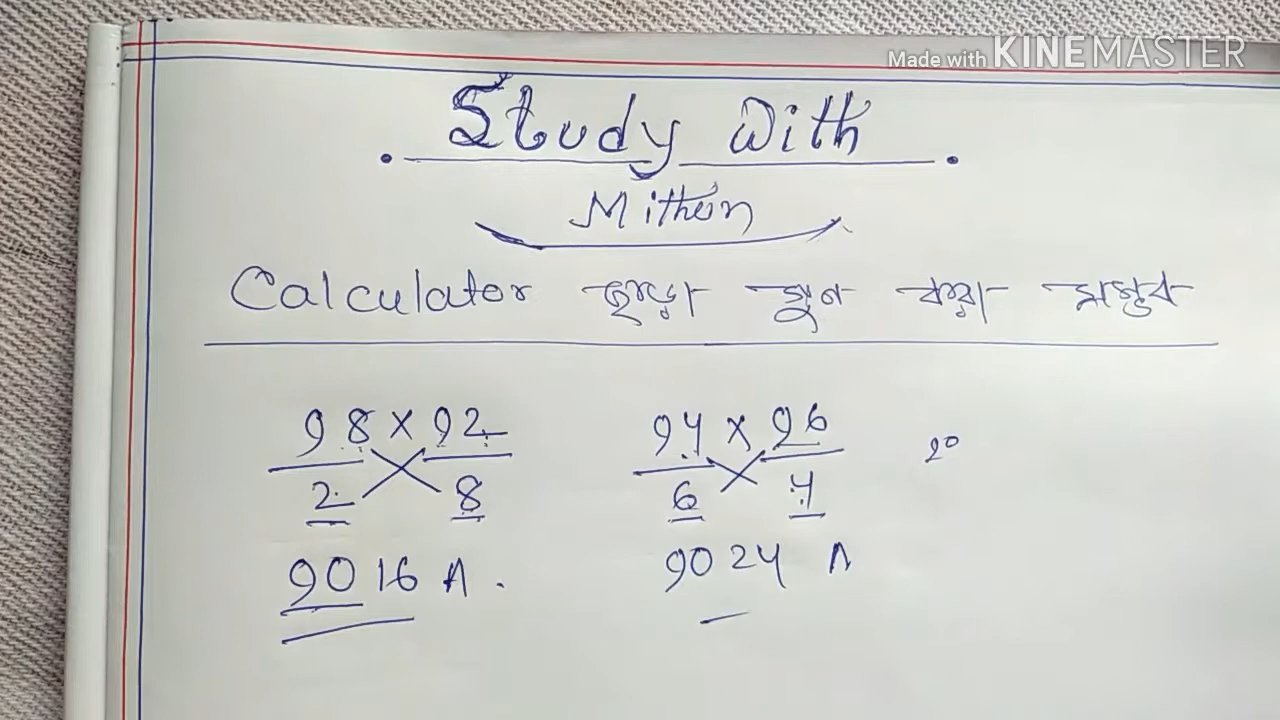 Made with KINEMASTER
Study With
Mithun
Calculator ছাড়া গুন করা সম্ভব
98 × 92
2 8
9016 A .
94 × 96
6 4
9024 A